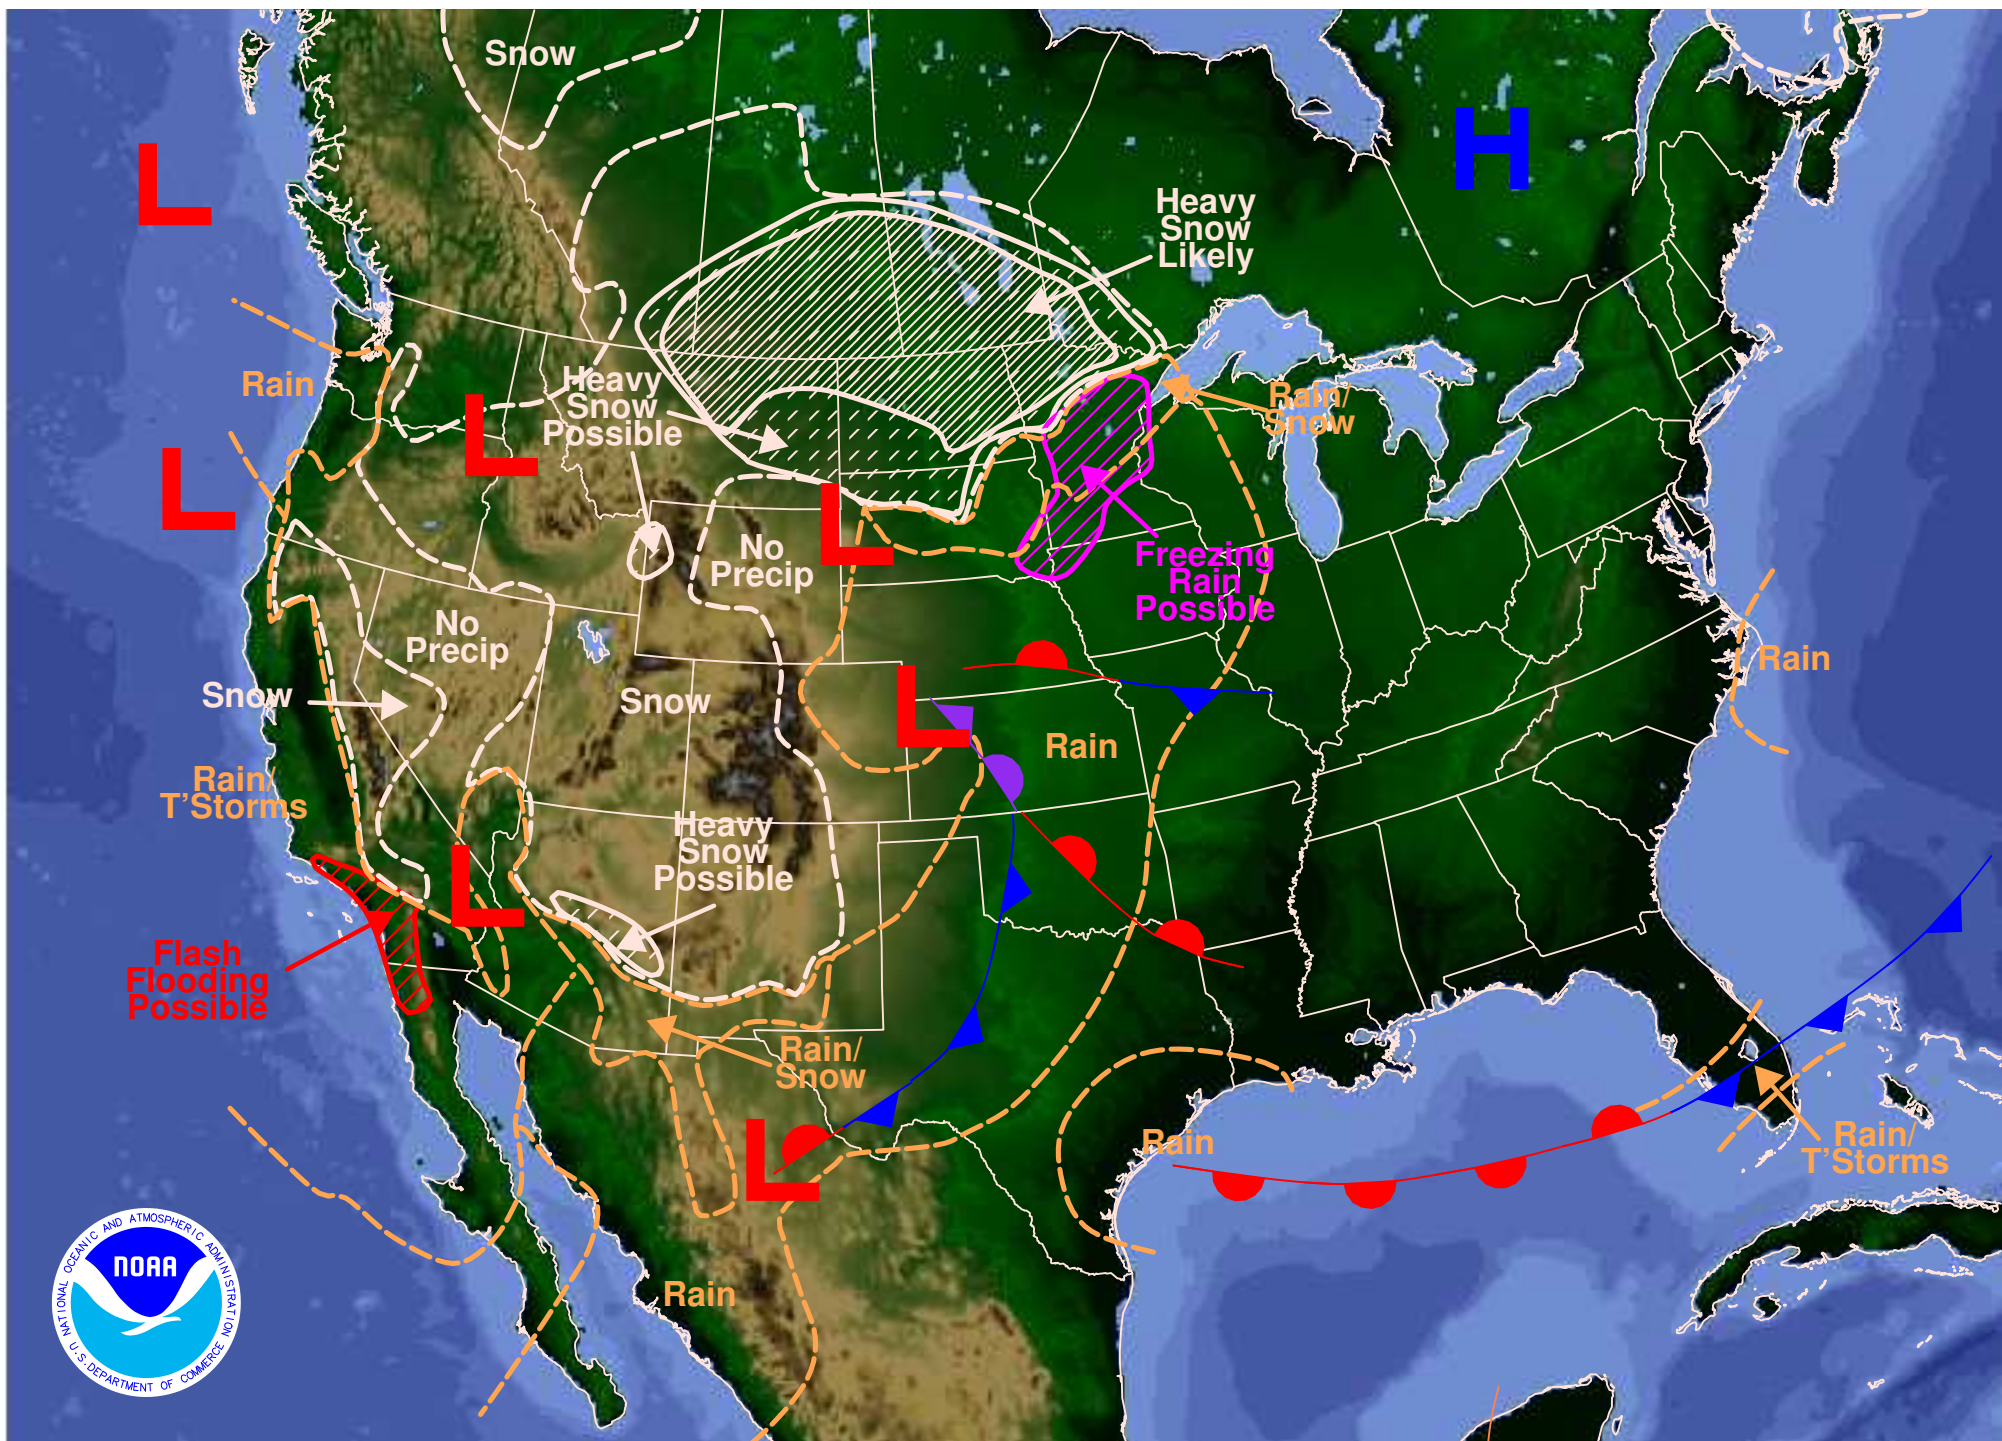 Snow
H
L
Heavy
Snow
Likely
Rain
Heavy
Snow
Possible
Rain/
Snow
L
L
L
No
Precip
Freezing
Rain
Possible
No
Precip
Snow
Snow
L
Rain
Rain
Rain/
T'Storms
Heavy
Snow
Possible
L
Flash
Flooding
Possible
Rain/
Snow
L
Rain
Rain/
T'Storms
Rain
NOAA
NATIONAL OCEANIC AND ATMOSPHERIC ADMINISTRATION
U.S. DEPARTMENT OF COMMERCE